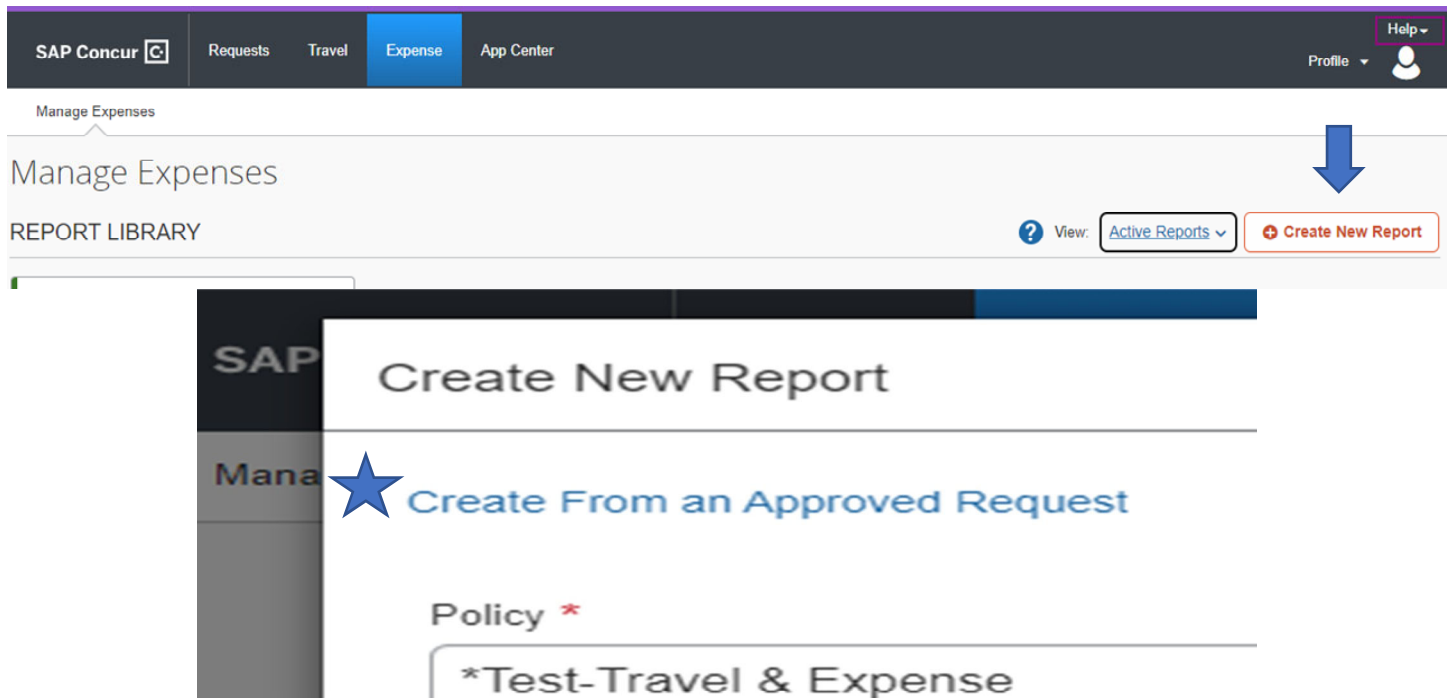 Help
SAP Concur C. Requests Travel Expense App Center Profile
Manage Expenses
Manage Expenses
REPORT LIBRARY ? View: Active Reports Create New Report
SAP Create New Report
Mana
Create From an Approved Request
Policy *
*Test-Travel & Expense